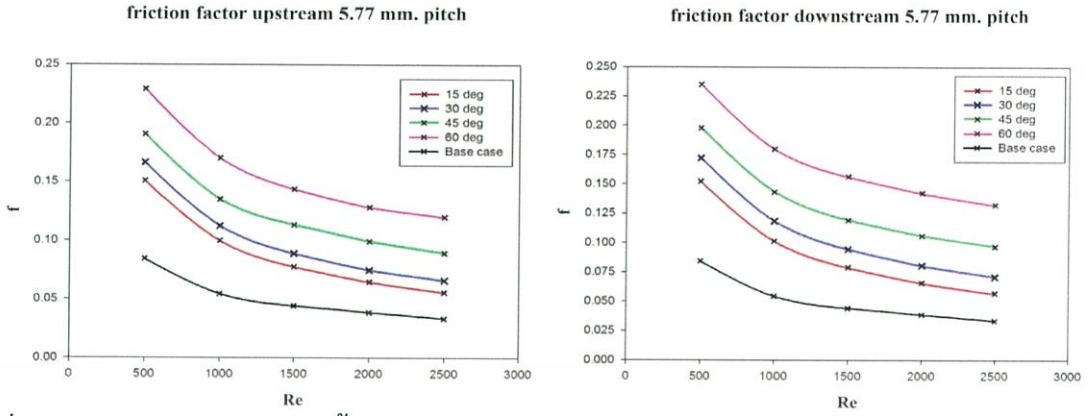 friction factor upstream 5.77 mm. pitch
0.25
0.20
0.15
0.10
0.05
0.00
f
0
500
1000
1500
2000
2500
3000
Re
15 deg
30 deg
45 deg
60 deg
Base case
friction factor downstream 5.77 mm. pitch
0.250
0.225
0.200
0.175
0.150
0.125
0.100
0.075
0.050
0.025
0.000
f
0
500
1000
1500
2000
2500
3000
Re
15 deg
30 deg
45 deg
60 deg
Base case